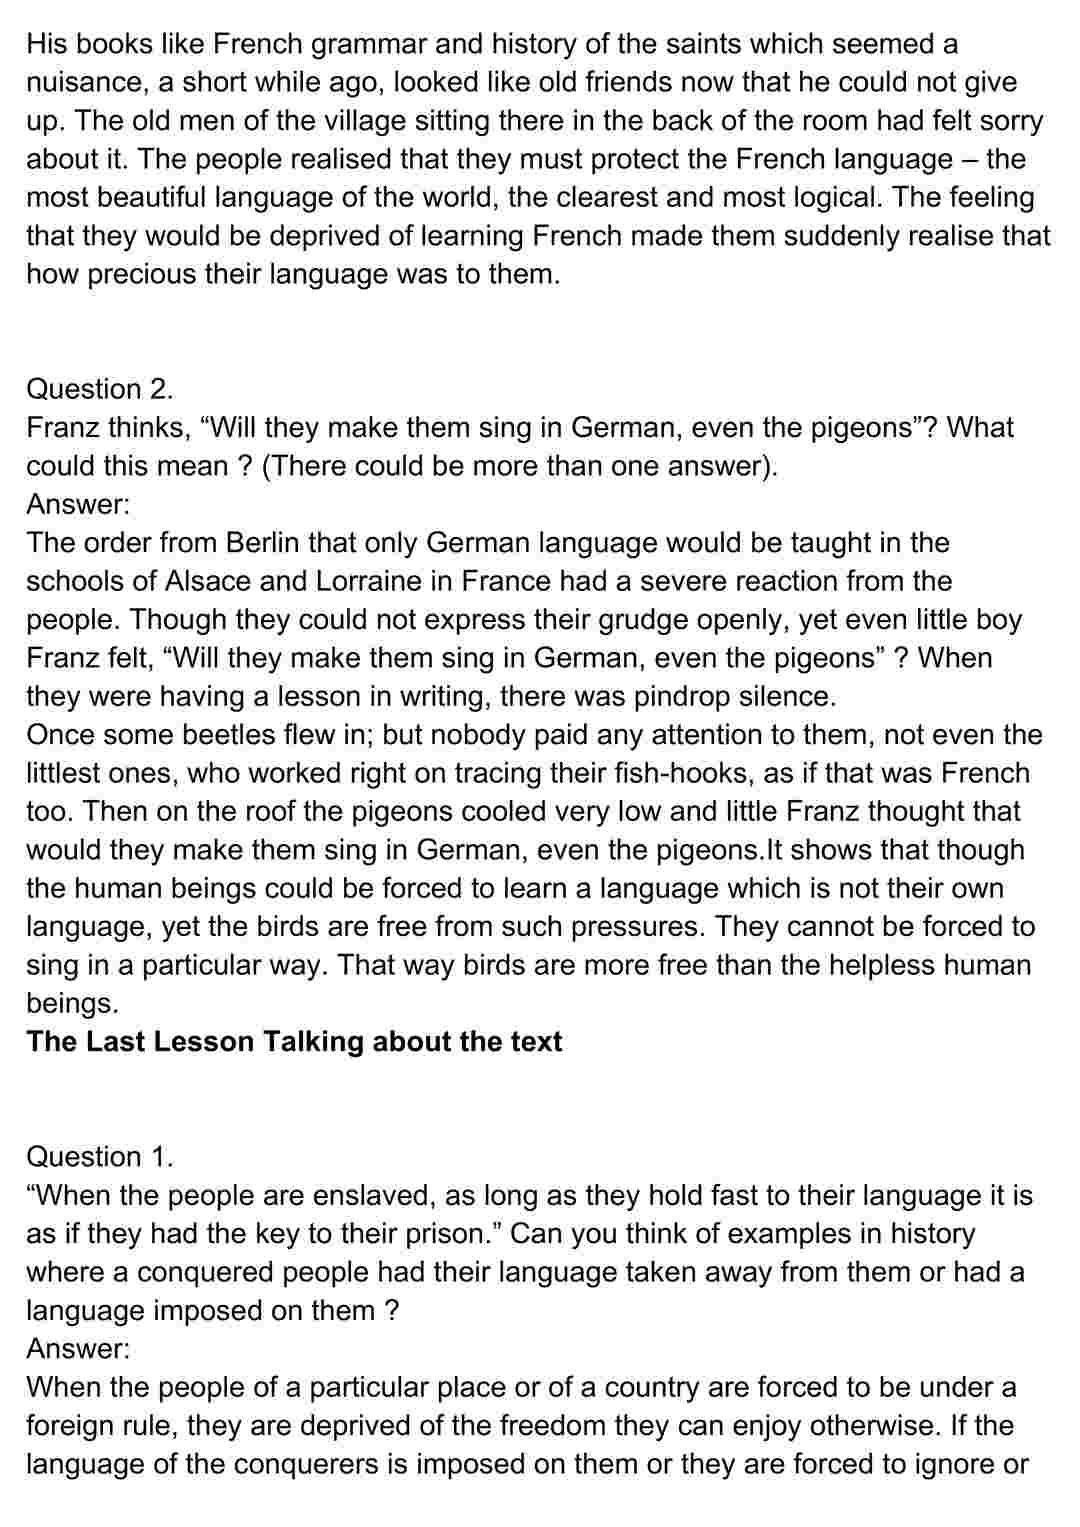 His books like French grammar and history of the saints which seemed a
nuisance, a short while ago, looked like old friends now that he could not give
up. The old men of the village sitting there in the back of the room had felt sorry
about it. The people realised that they must protect the French language – the
most beautiful language of the world, the clearest and most logical. The feeling
that they would be deprived of learning French made them suddenly realise that
how precious their language was to them.
Question 2.
Franz thinks, “Will they make them sing in German, even the pigeons”? What
could this mean ? (There could be more than one answer).
Answer:
The order from Berlin that only German language would be taught in the
schools of Alsace and Lorraine in France had a severe reaction from the
people. Though they could not express their grudge openly, yet even little boy
Franz felt, “Will they make them sing in German, even the pigeons” ? When
they were having a lesson in writing, there was pindrop silence.
Once some beetles flew in; but nobody paid any attention to them, not even the
littlest ones, who worked right on tracing their fish-hooks, as if that was French
too. Then on the roof the pigeons cooled very low and little Franz thought that
would they make them sing in German, even the pigeons.It shows that though
the human beings could be forced to learn a language which is not their own
language, yet the birds are free from such pressures. They cannot be forced to
sing in a particular way. That way birds are more free than the helpless human
beings.
The Last Lesson Talking about the text
Question 1.
“When the people are enslaved, as long as they hold fast to their language it is
as if they had the key to their prison.” Can you think of examples in history
where a conquered people had their language taken away from them or had a
language imposed on them ?
Answer:
When the people of a particular place or of a country are forced to be under a
foreign rule, they are deprived of the freedom they can enjoy otherwise. If the
language of the conquerers is imposed on them or they are forced to ignore or